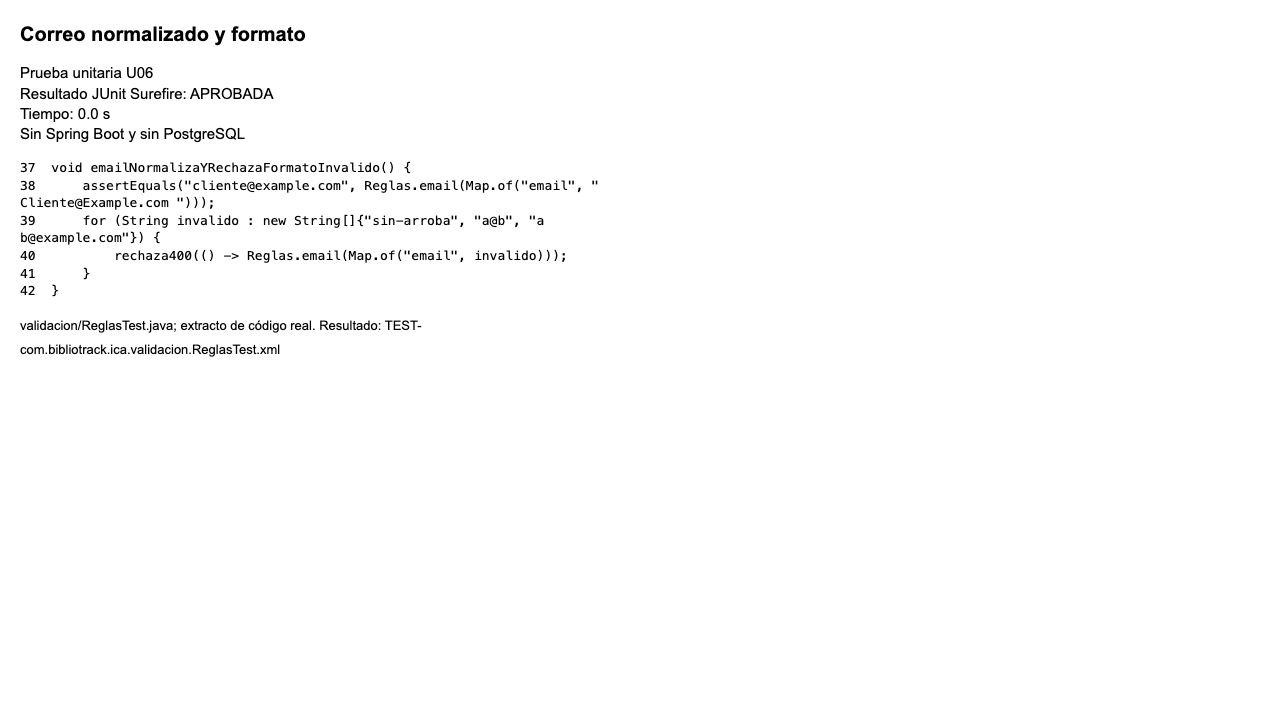 Correo normalizado y formato
Prueba unitaria U06
Resultado JUnit Surefire: APROBADA
Tiempo: 0.0 s
Sin Spring Boot y sin PostgreSQL
37  void emailNormalizaYRechazaFormatoInvalido() {
38      assertEquals("cliente@example.com", Reglas.email(Map.of("email", "
Cliente@Example.com ")));
39      for (String invalido : new String[]{"sin-arroba", "a@b", "a
b@example.com"}) {
40          rechaza400(() -> Reglas.email(Map.of("email", invalido)));
41      }
42  }
validacion/ReglasTest.java; extracto de código real. Resultado: TEST-
com.bibliotrack.ica.validacion.ReglasTest.xml